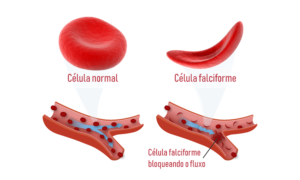 Célula normal
Célula falciforme
Célula falciforme
bloqueando o fluxo